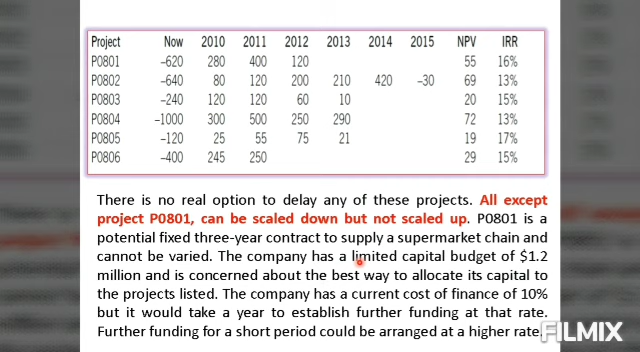 Project Now 2010 2011 2012 2013 2014 2015 NPV IRR
P0801 –620 280 400 120 55 16%
P0802 –640 80 120 200 210 420 –30 69 13%
P0803 –240 120 120 60 10 20 15%
P0804 –1000 300 500 250 290 72 13%
P0805 –120 25 55 75 21 19 17%
P0806 –400 245 250 29 15%
There is no real option to delay any of these projects. All except
project P0801, can be scaled down but not scaled up. P0801 is a
potential fixed three-year contract to supply a supermarket chain and
cannot be varied. The company has a limited capital budget of $1.2
million and is concerned about the best way to allocate its capital to
the projects listed. The company has a current cost of finance of 10%
but it would take a year to establish further funding at that rate.
Further funding for a short period could be arranged at a higher rate.
FILMIX